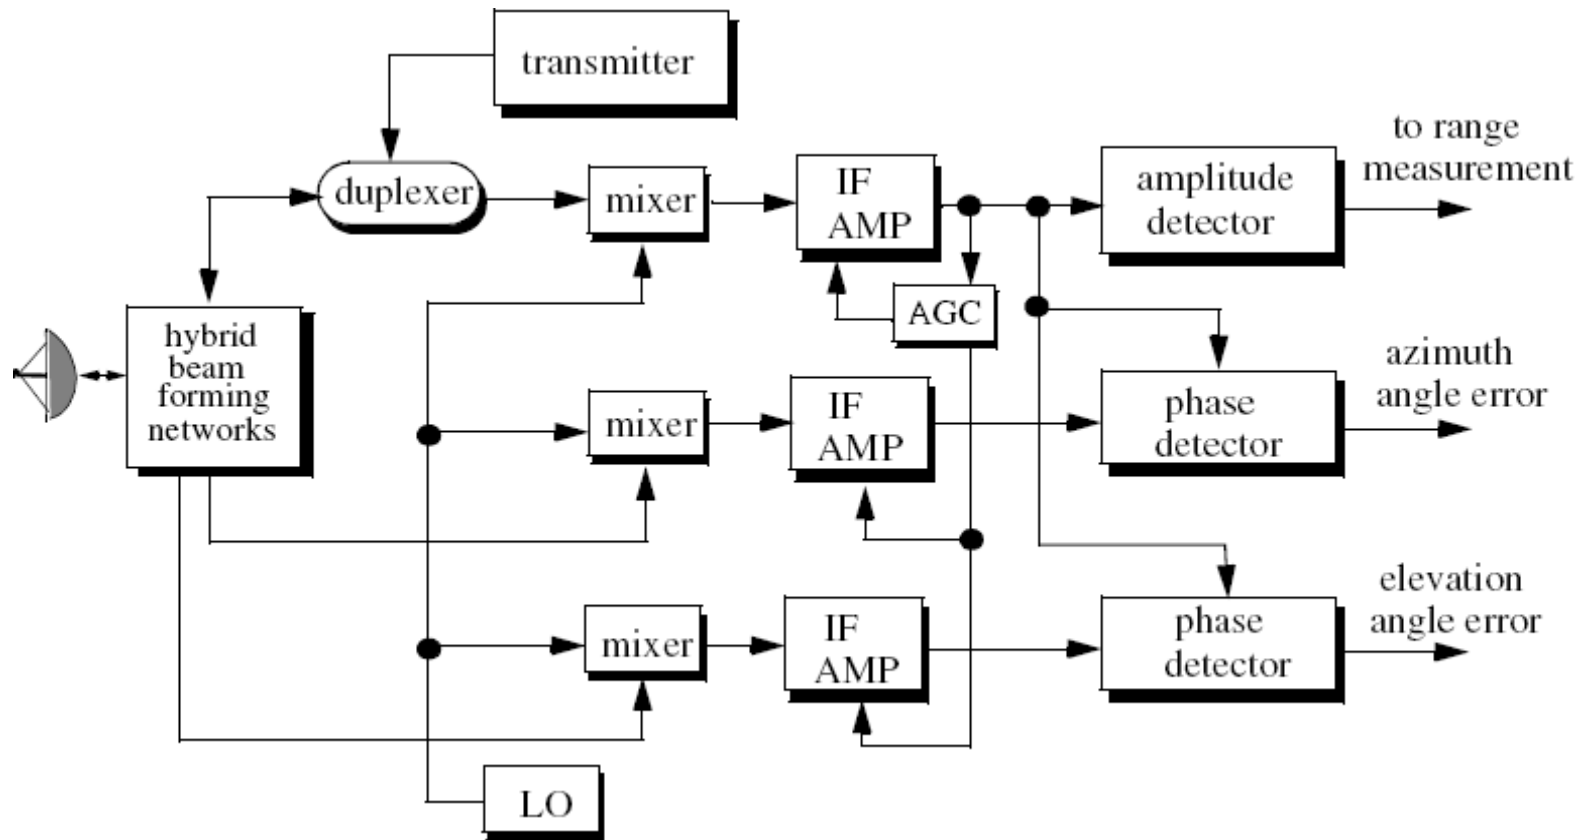 transmitter
duplexer
mixer
IF
AMP
amplitude
detector
to range
measurement
AGC
hybrid
beam
forming
networks
mixer
IF
AMP
phase
detector
azimuth
angle error
mixer
IF
AMP
phase
detector
elevation
angle error
LO